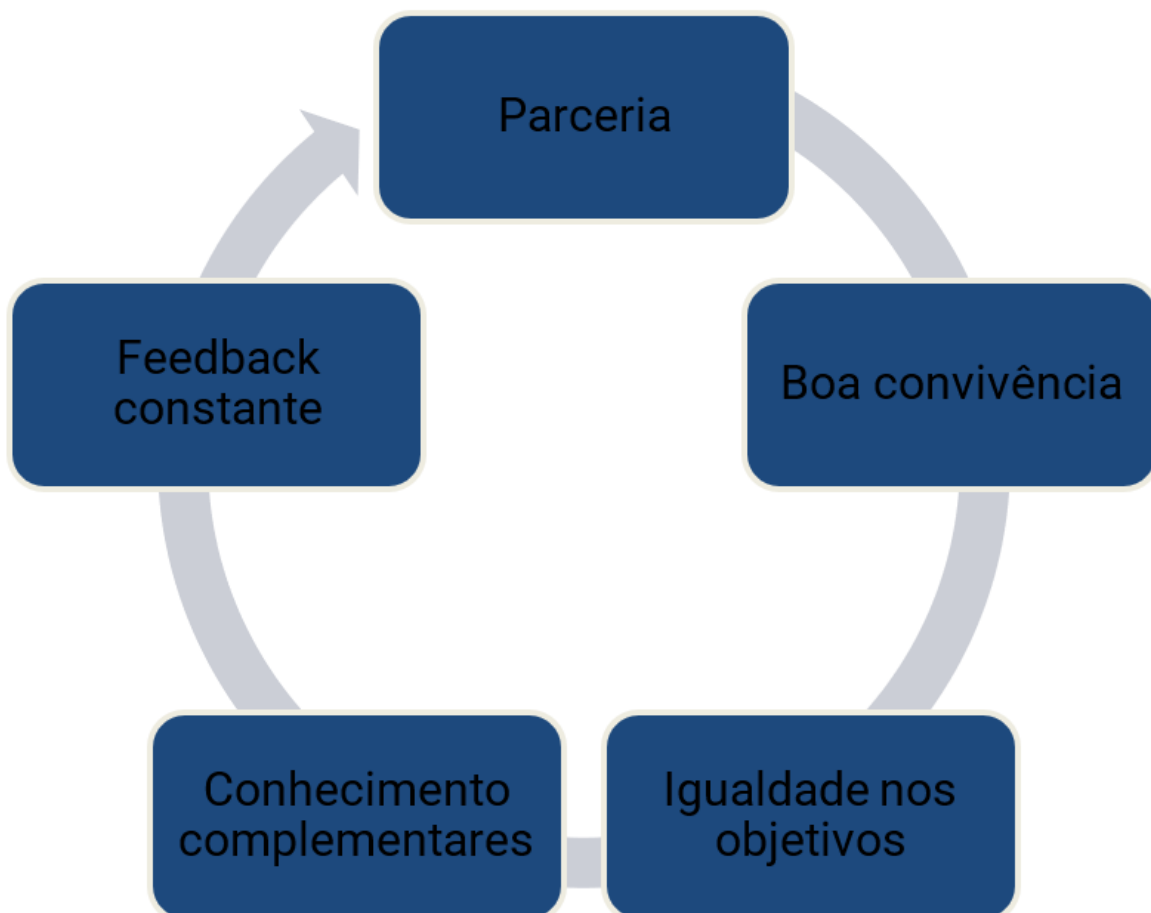 Parceria
Boa convivência
Igualdade nos
objetivos
Conhecimento
complementares
Feedback
constante